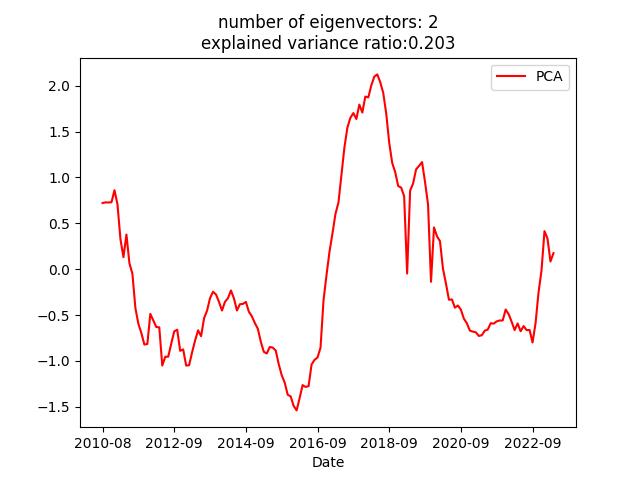 number of eigenvectors: 2
explained variance ratio:0.203
PCA
2.0
1.5
1.0
0.5
0.0
−0.5
−1.0
−1.5
2010-08 2012-09 2014-09 2016-09 2018-09 2020-09 2022-09
Date